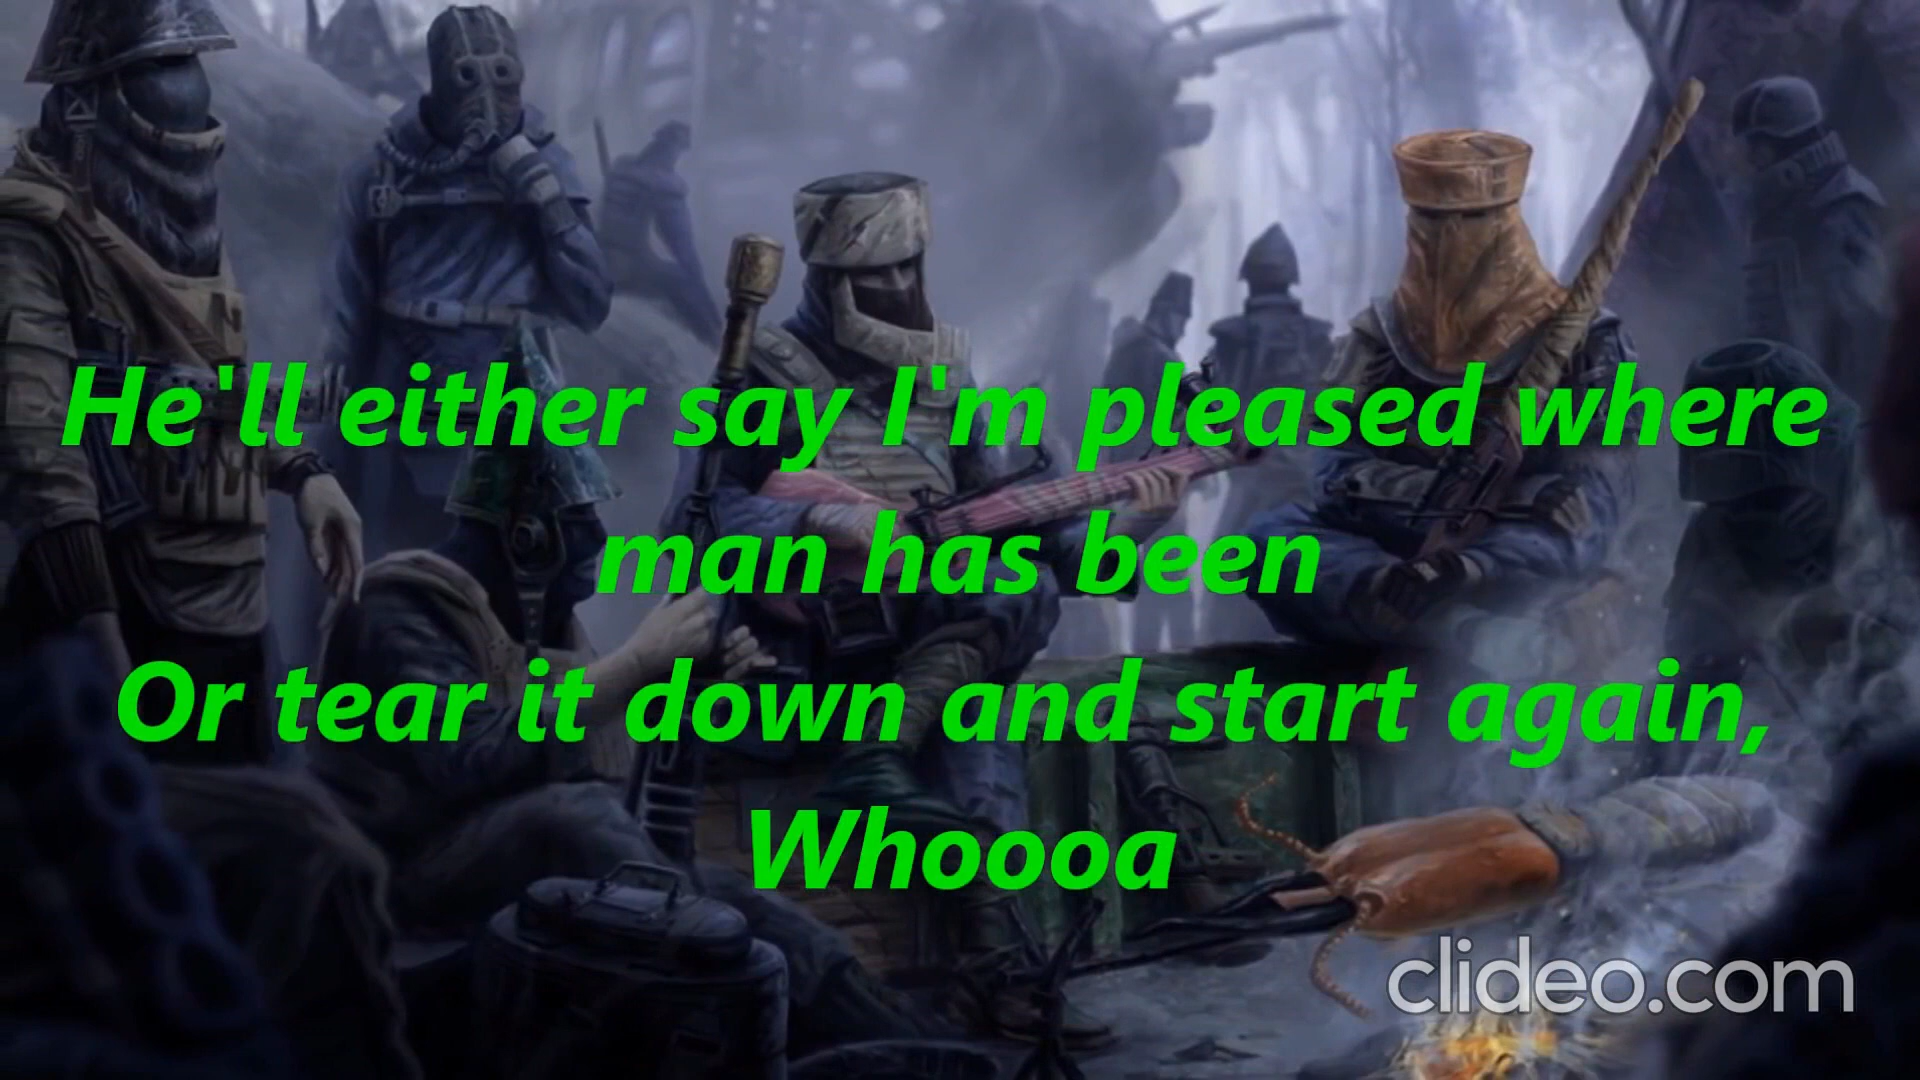 He'll either say I'm pleased where
man has been
Or tear it down and start again,
Whoooa
clideo.com